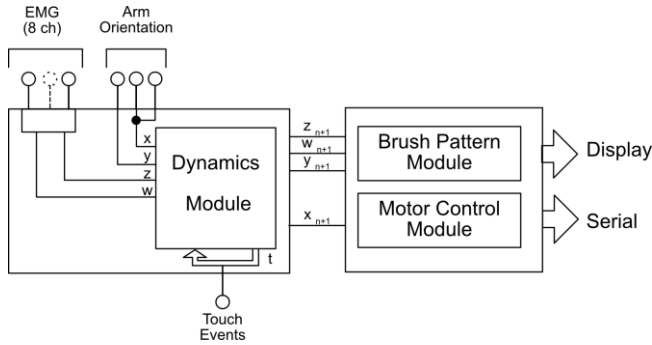 EMG
(8 ch)
Arm
Orientation
x
y
z
w
Dynamics
Module
t
Touch
Events
z n+1
w n+1
y n+1
x n+1
Brush Pattern
Module
Motor Control
Module
Display
Serial